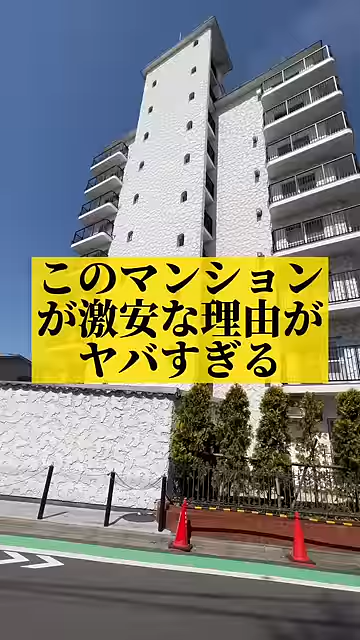 このマンション
が激安な理由が
ヤバすぎる